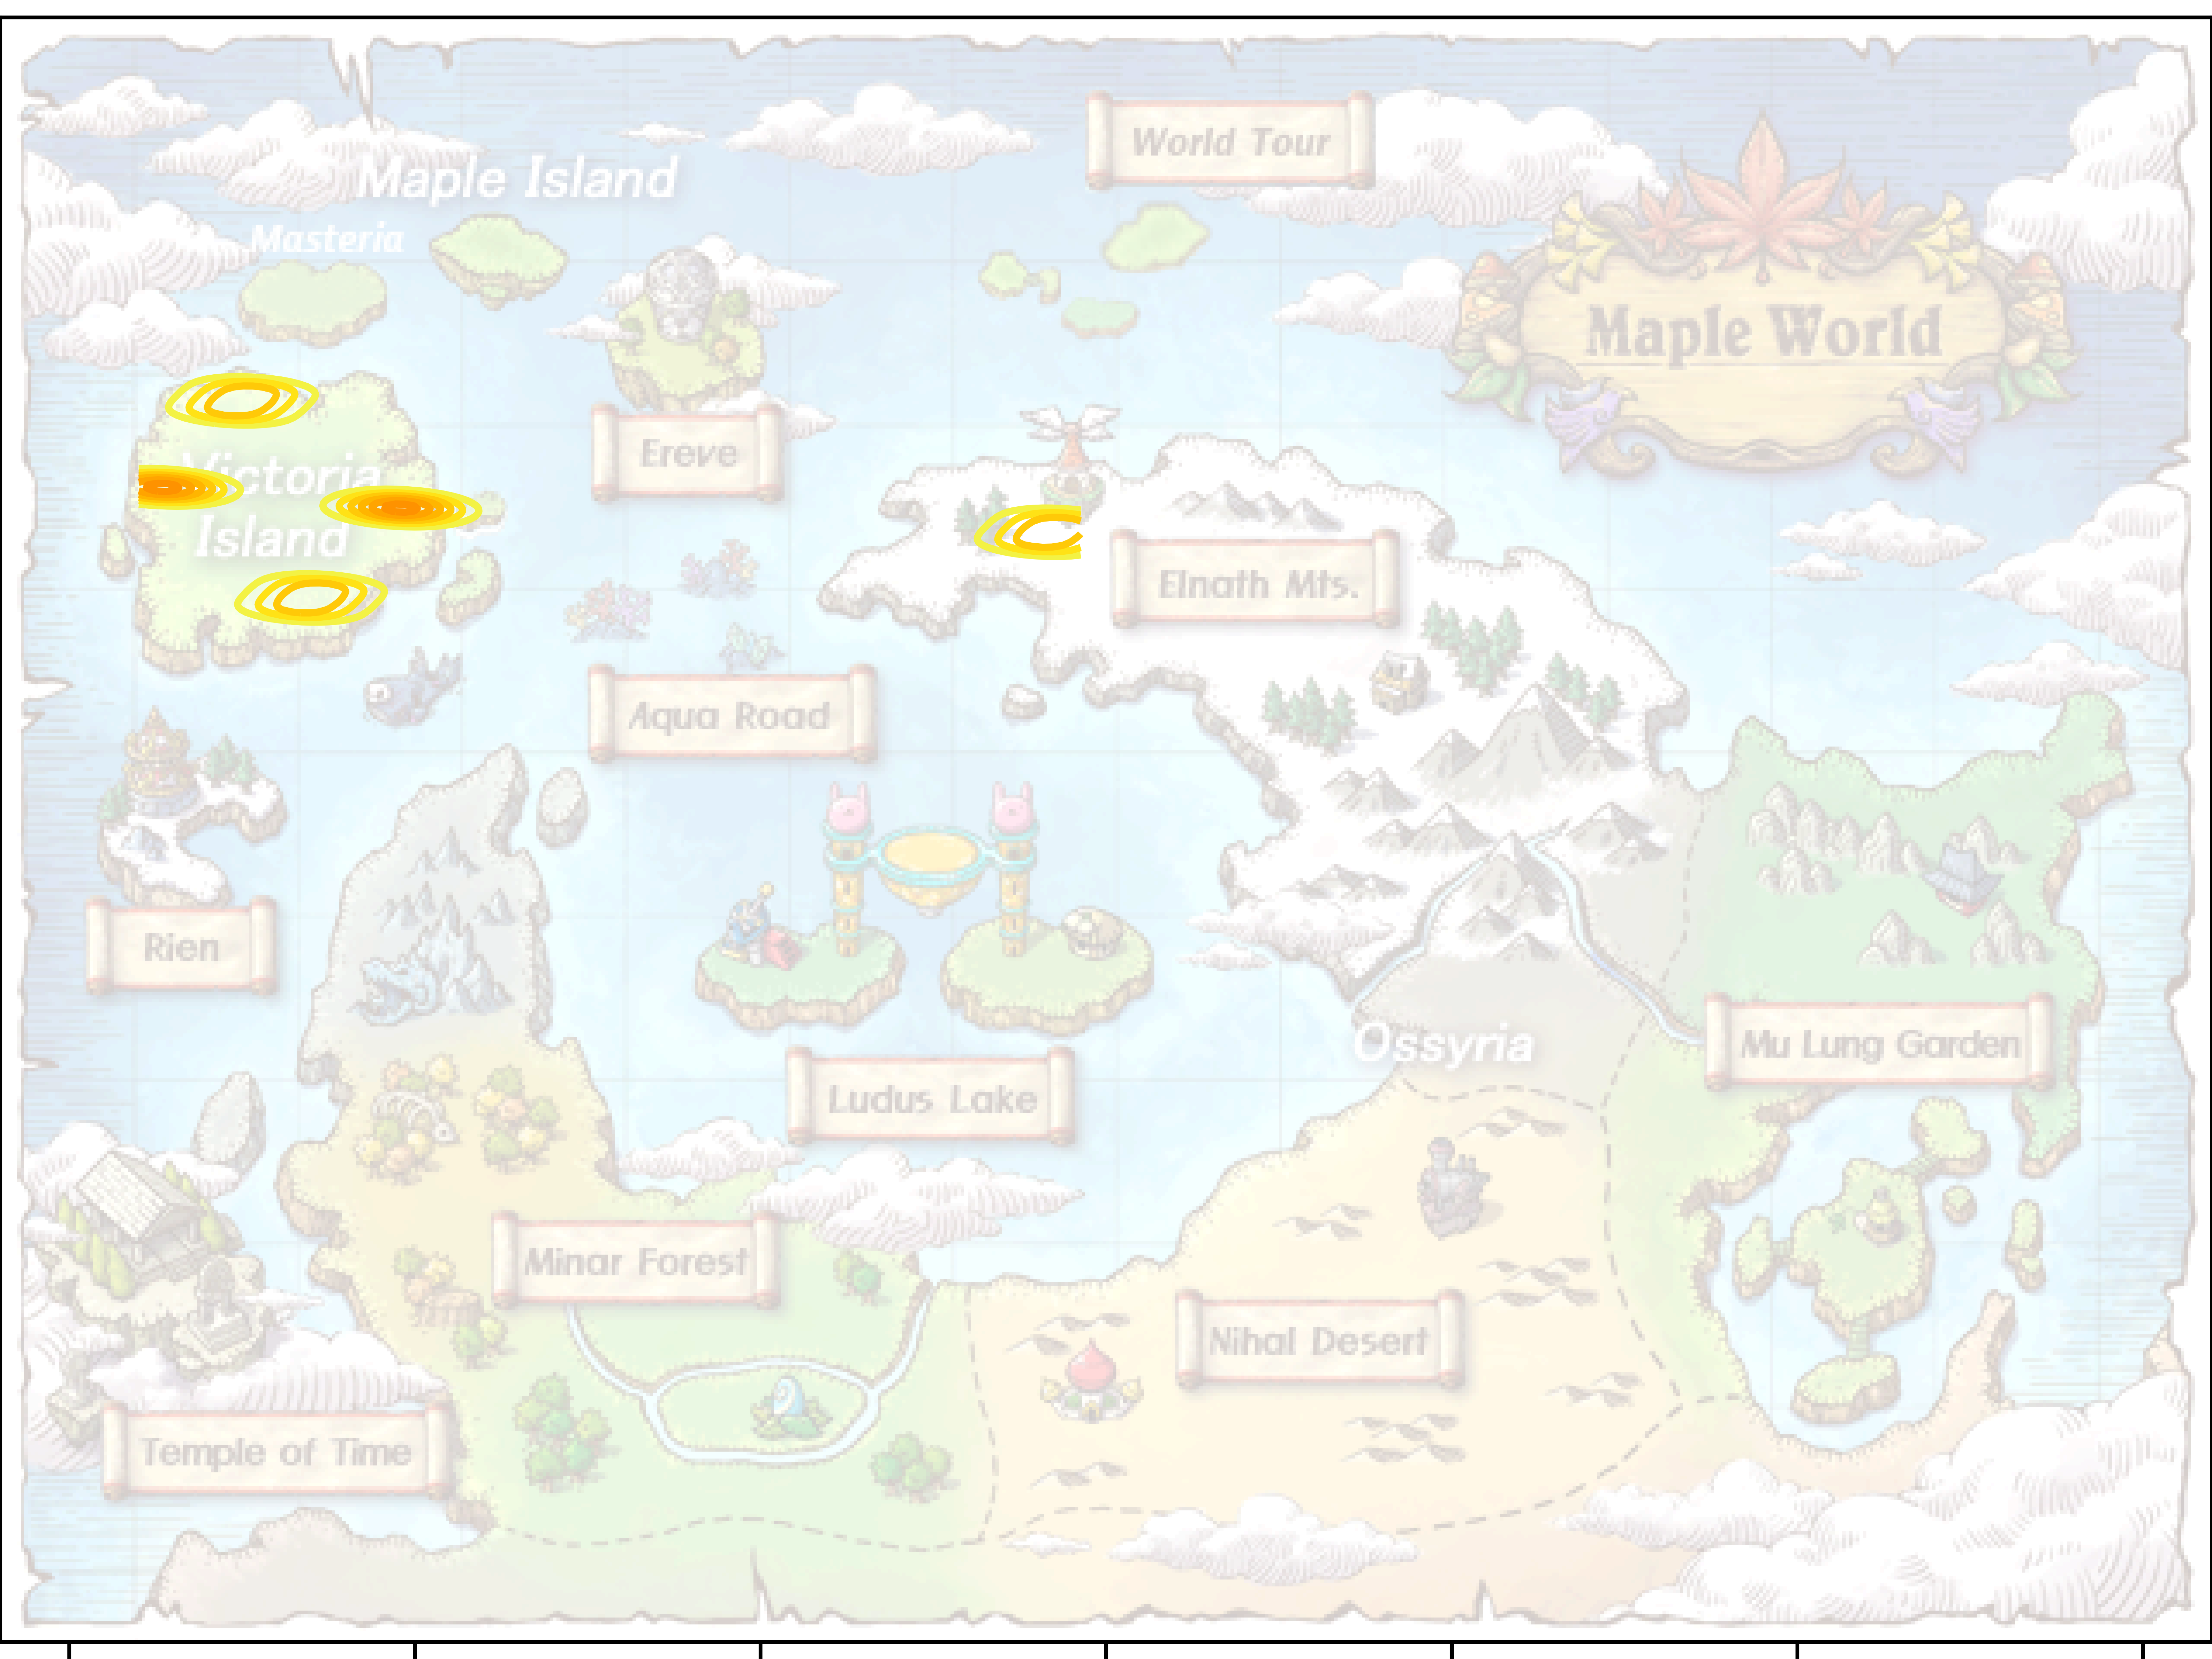 World Tour
Maple Island
Masteria
Maple World
Ereve
Victoria
Island
Elnath Mts.
Aqua Road
Rien
Ossyria
Mu Lung Garden
Ludus Lake
Minar Forest
Nihal Desert
Temple of Time